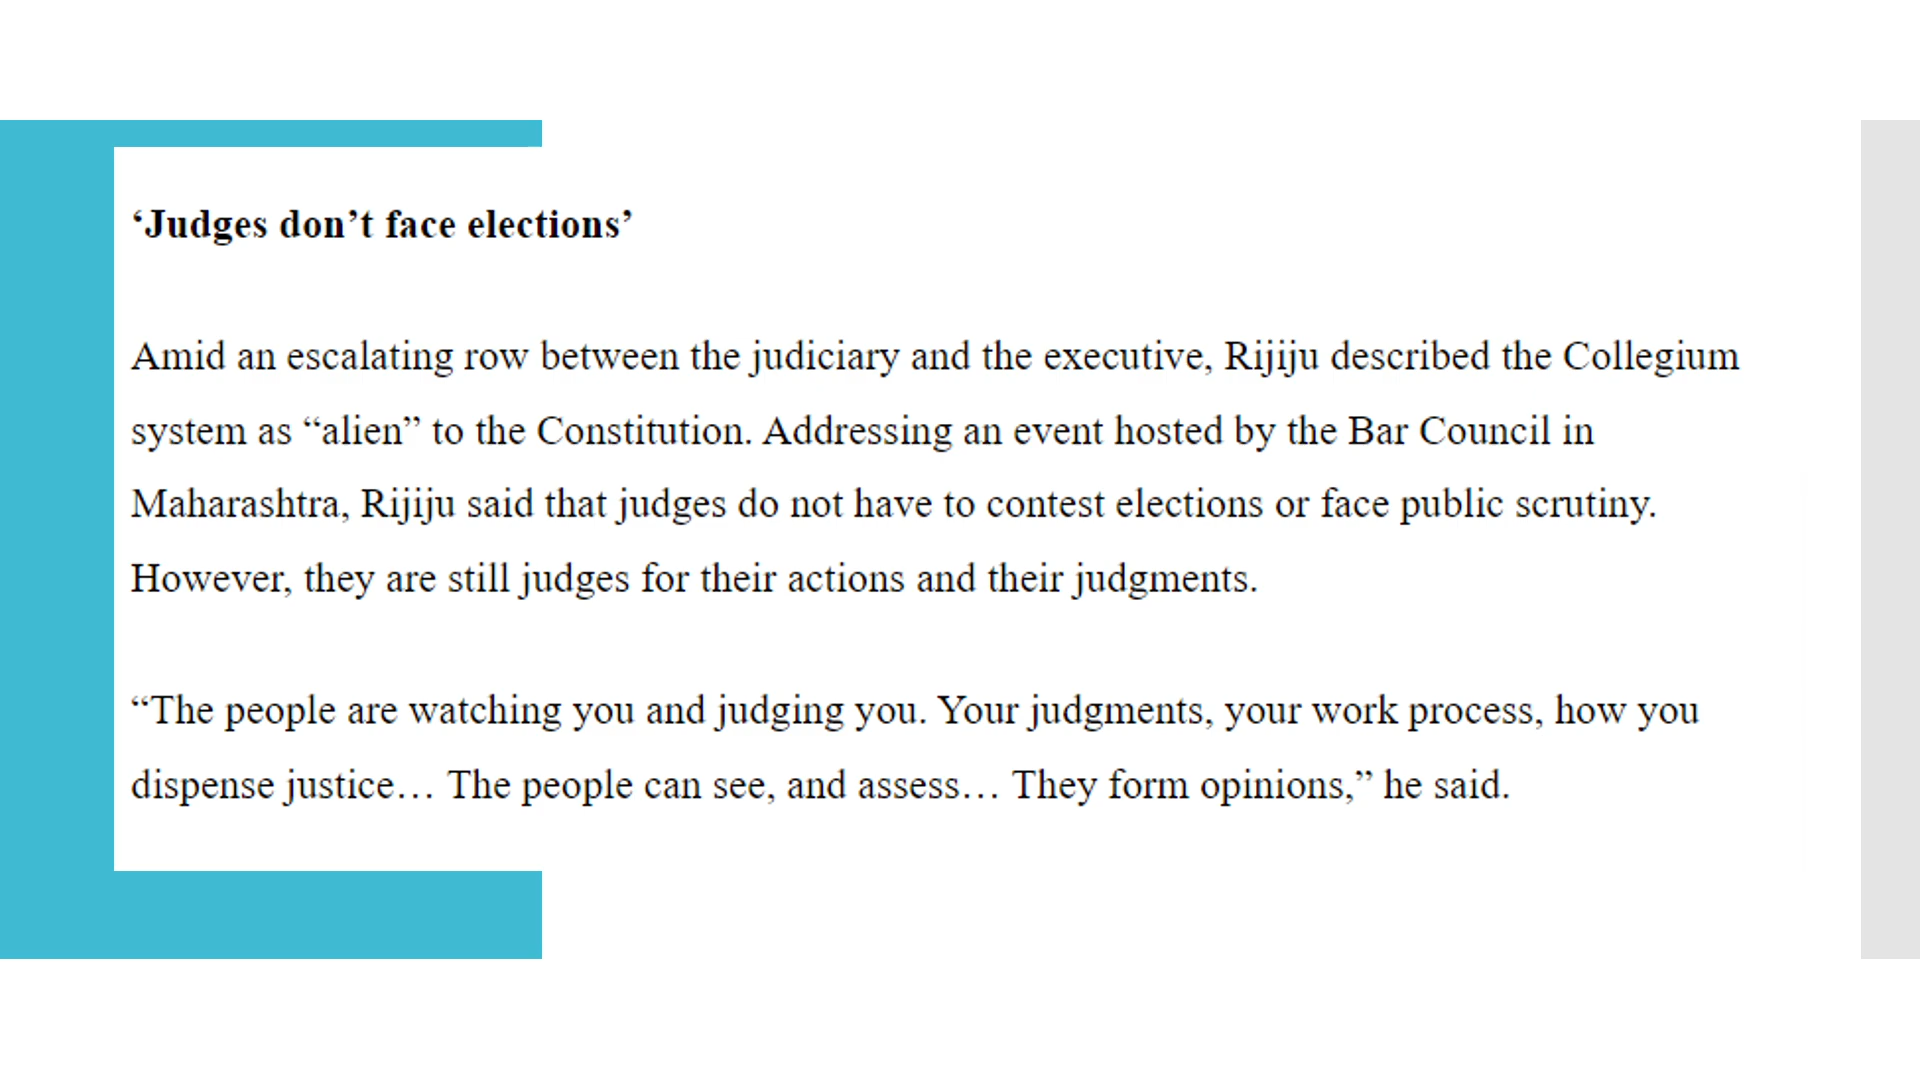 ‘Judges don’t face elections’
Amid an escalating row between the judiciary and the executive, Rijiju described the Collegium
system as “alien” to the Constitution. Addressing an event hosted by the Bar Council in
Maharashtra, Rijiju said that judges do not have to contest elections or face public scrutiny.
However, they are still judges for their actions and their judgments.
“The people are watching you and judging you. Your judgments, your work process, how you
dispense justice… The people can see, and assess… They form opinions,” he said.